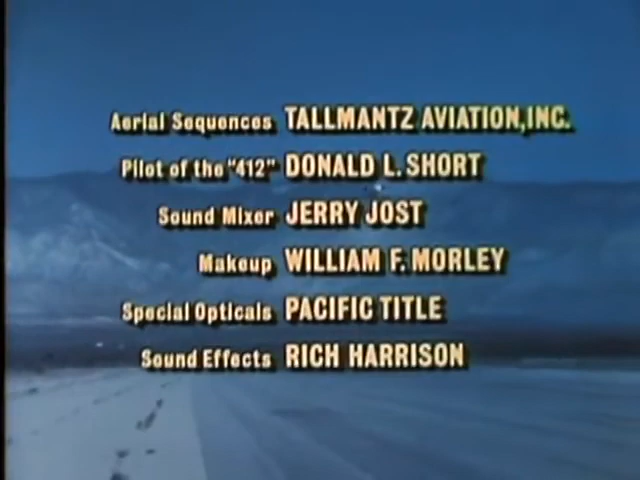 Aerial Sequences TALLMANTZ AVIATION, INC.
Pilot of the "412" DONALD L. SHORT
Sound Mixer JERRY JOST
Makeup WILLIAM F. MORLEY
Special Opticals PACIFIC TITLE
Sound Effects RICH HARRISON